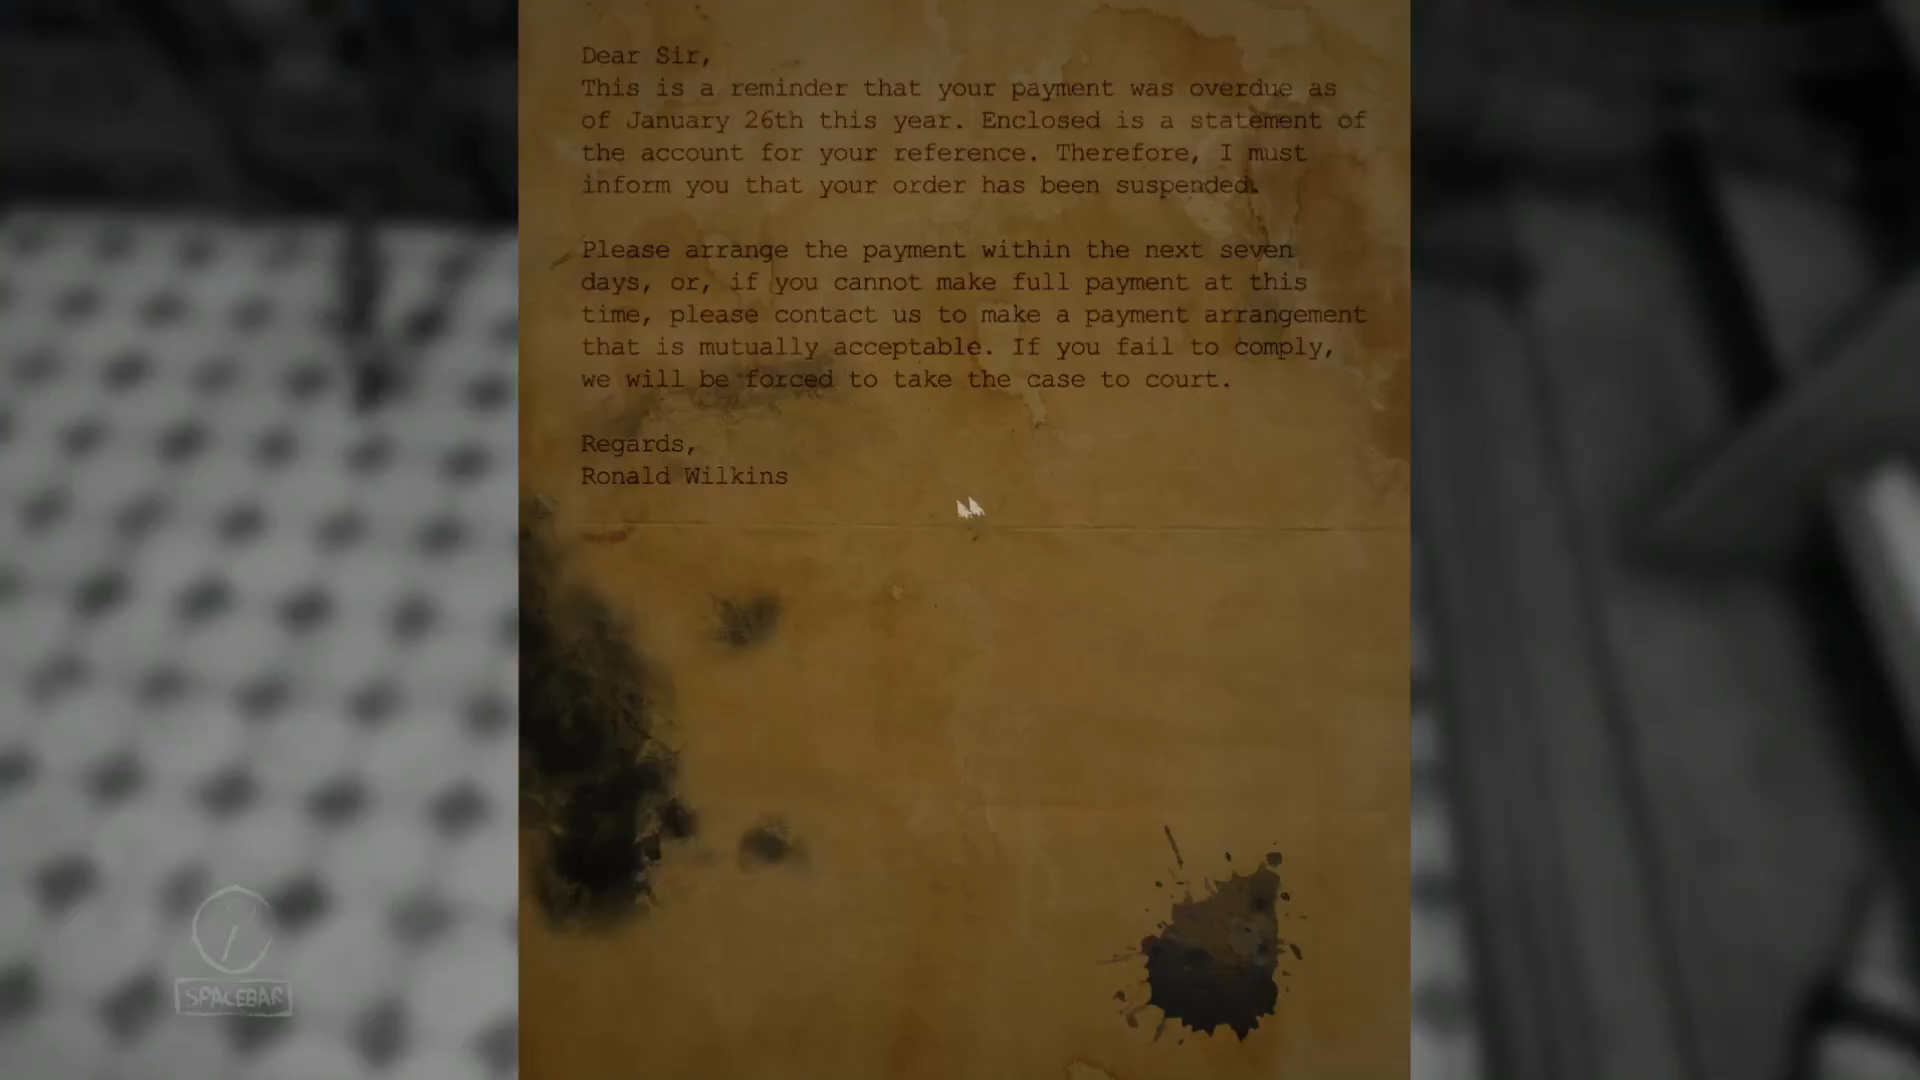 Dear Sir,
This is a reminder that your payment was overdue as
of January 26th this year. Enclosed is a statement of
the account for your reference. Therefore, I must
inform you that your order has been suspended.
Please arrange the payment within the next seven
days, or, if you cannot make full payment at this
time, please contact us to make a payment arrangement
that is mutually acceptable. If you fail to comply,
we will be forced to take the case to court.
Regards,
Ronald Wilkins
SPACEBAR